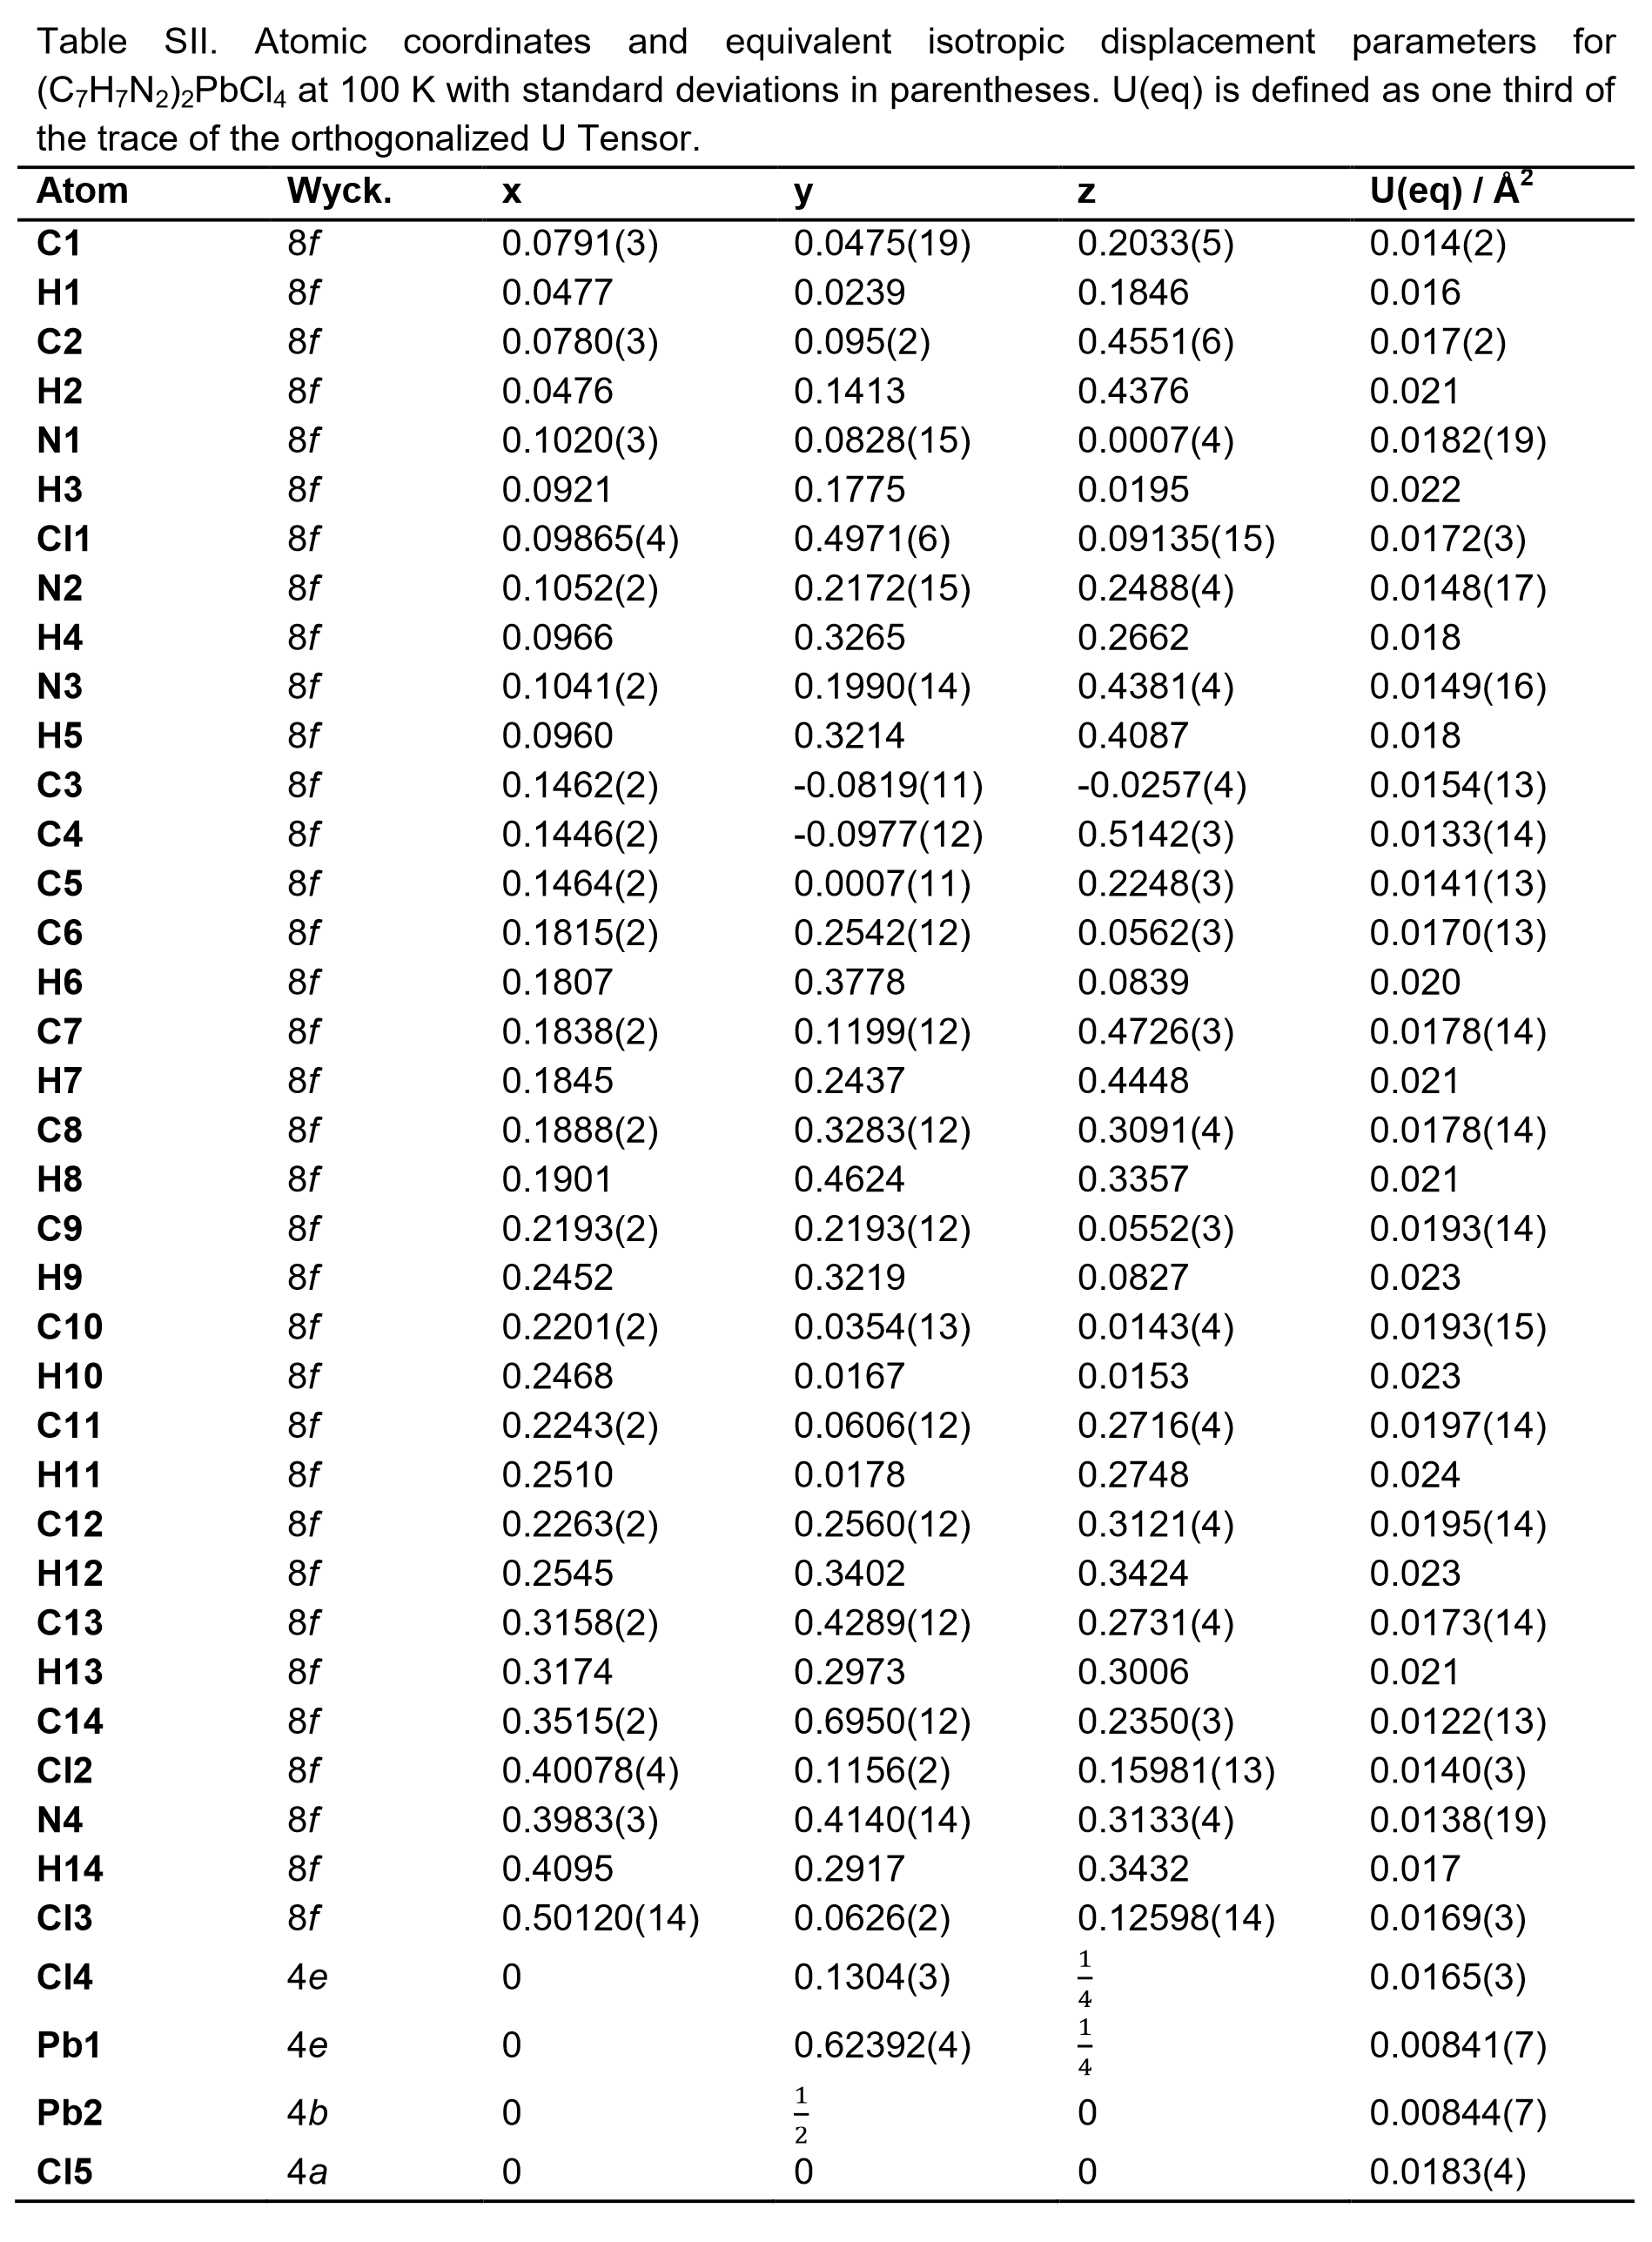 Table SII. Atomic coordinates and equivalent isotropic displacement parameters for
(C₇H₇N₂)₂PbCl₄ at 100 K with standard deviations in parentheses. U(eq) is defined as one third of
the trace of the orthogonalized U Tensor.
Atom Wyck. x y z U(eq) / Å²
C1 8f 0.0791(3) 0.0475(19) 0.2033(5) 0.014(2)
H1 8f 0.0477 0.0239 0.1846 0.016
C2 8f 0.0780(3) 0.095(2) 0.4551(6) 0.017(2)
H2 8f 0.0476 0.1413 0.4376 0.021
N1 8f 0.1020(3) 0.0828(15) 0.0007(4) 0.0182(19)
H3 8f 0.0921 0.1775 0.0195 0.022
Cl1 8f 0.09865(4) 0.4971(6) 0.09135(15) 0.0172(3)
N2 8f 0.1052(2) 0.2172(15) 0.2488(4) 0.0148(17)
H4 8f 0.0966 0.3265 0.2662 0.018
N3 8f 0.1041(2) 0.1990(14) 0.4381(4) 0.0149(16)
H5 8f 0.0960 0.3214 0.4087 0.018
C3 8f 0.1462(2) -0.0819(11) -0.0257(4) 0.0154(13)
C4 8f 0.1446(2) -0.0977(12) 0.5142(3) 0.0133(14)
C5 8f 0.1464(2) 0.0007(11) 0.2248(3) 0.0141(13)
C6 8f 0.1815(2) 0.2542(12) 0.0562(3) 0.0170(13)
H6 8f 0.1807 0.3778 0.0839 0.020
C7 8f 0.1838(2) 0.1199(12) 0.4726(3) 0.0178(14)
H7 8f 0.1845 0.2437 0.4448 0.021
C8 8f 0.1888(2) 0.3283(12) 0.3091(4) 0.0178(14)
H8 8f 0.1901 0.4624 0.3357 0.021
C9 8f 0.2193(2) 0.2193(12) 0.0552(3) 0.0193(14)
H9 8f 0.2452 0.3219 0.0827 0.023
C10 8f 0.2201(2) 0.0354(13) 0.0143(4) 0.0193(15)
H10 8f 0.2468 0.0167 0.0153 0.023
C11 8f 0.2243(2) 0.0606(12) 0.2716(4) 0.0197(14)
H11 8f 0.2510 0.0178 0.2748 0.024
C12 8f 0.2263(2) 0.2560(12) 0.3121(4) 0.0195(14)
H12 8f 0.2545 0.3402 0.3424 0.023
C13 8f 0.3158(2) 0.4289(12) 0.2731(4) 0.0173(14)
H13 8f 0.3174 0.2973 0.3006 0.021
C14 8f 0.3515(2) 0.6950(12) 0.2350(3) 0.0122(13)
Cl2 8f 0.40078(4) 0.1156(2) 0.15981(13) 0.0140(3)
N4 8f 0.3983(3) 0.4140(14) 0.3133(4) 0.0138(19)
H14 8f 0.4095 0.2917 0.3432 0.017
Cl3 8f 0.50120(14) 0.0626(2) 0.12598(14) 0.0169(3)
Cl4 4e 0 0.1304(3) 1/4 0.0165(3)
Pb1 4e 0 0.62392(4) 1/4 0.00841(7)
Pb2 4b 0 1/2 0 0.00844(7)
Cl5 4a 0 0 0 0.0183(4)